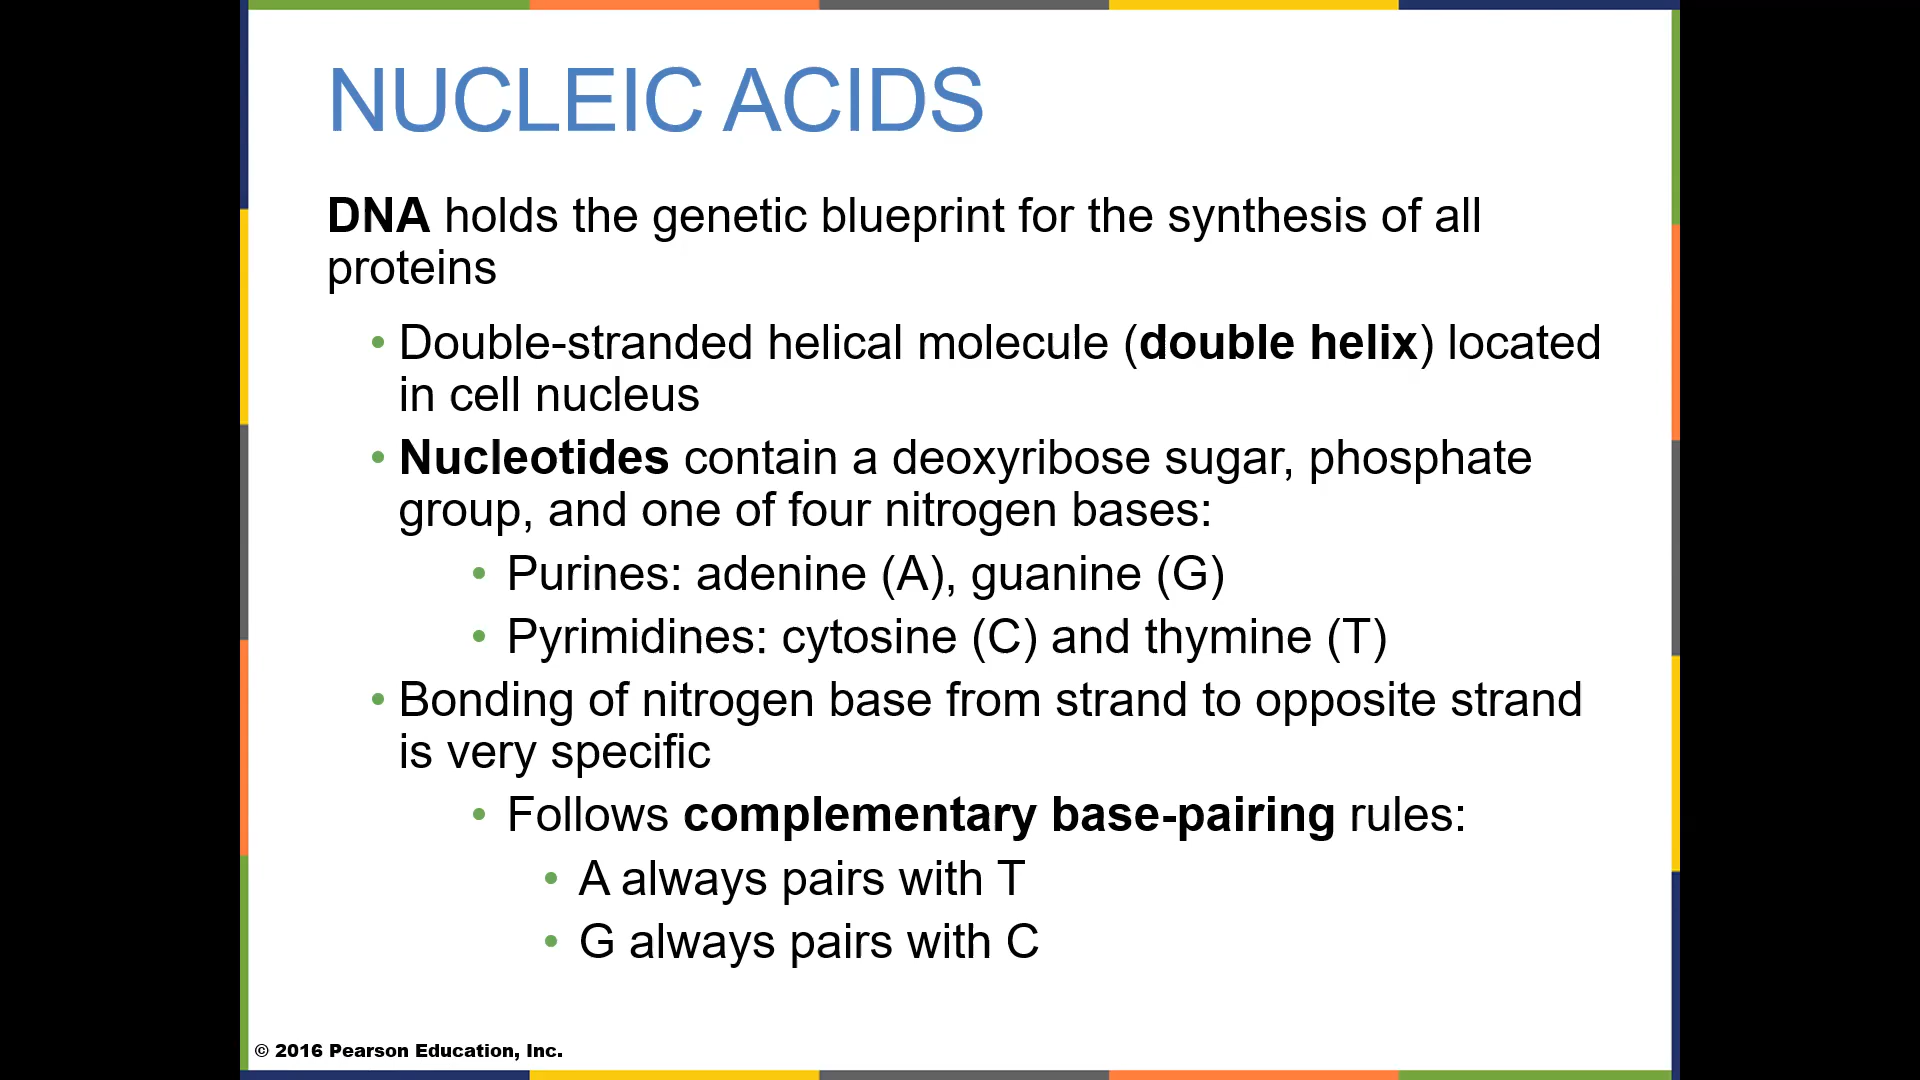 NUCLEIC ACIDS
DNA holds the genetic blueprint for the synthesis of all
proteins
• Double-stranded helical molecule (double helix) located
in cell nucleus
• Nucleotides contain a deoxyribose sugar, phosphate
group, and one of four nitrogen bases:
• Purines: adenine (A), guanine (G)
• Pyrimidines: cytosine (C) and thymine (T)
• Bonding of nitrogen base from strand to opposite strand
is very specific
• Follows complementary base-pairing rules:
• A always pairs with T
• G always pairs with C
© 2016 Pearson Education, Inc.